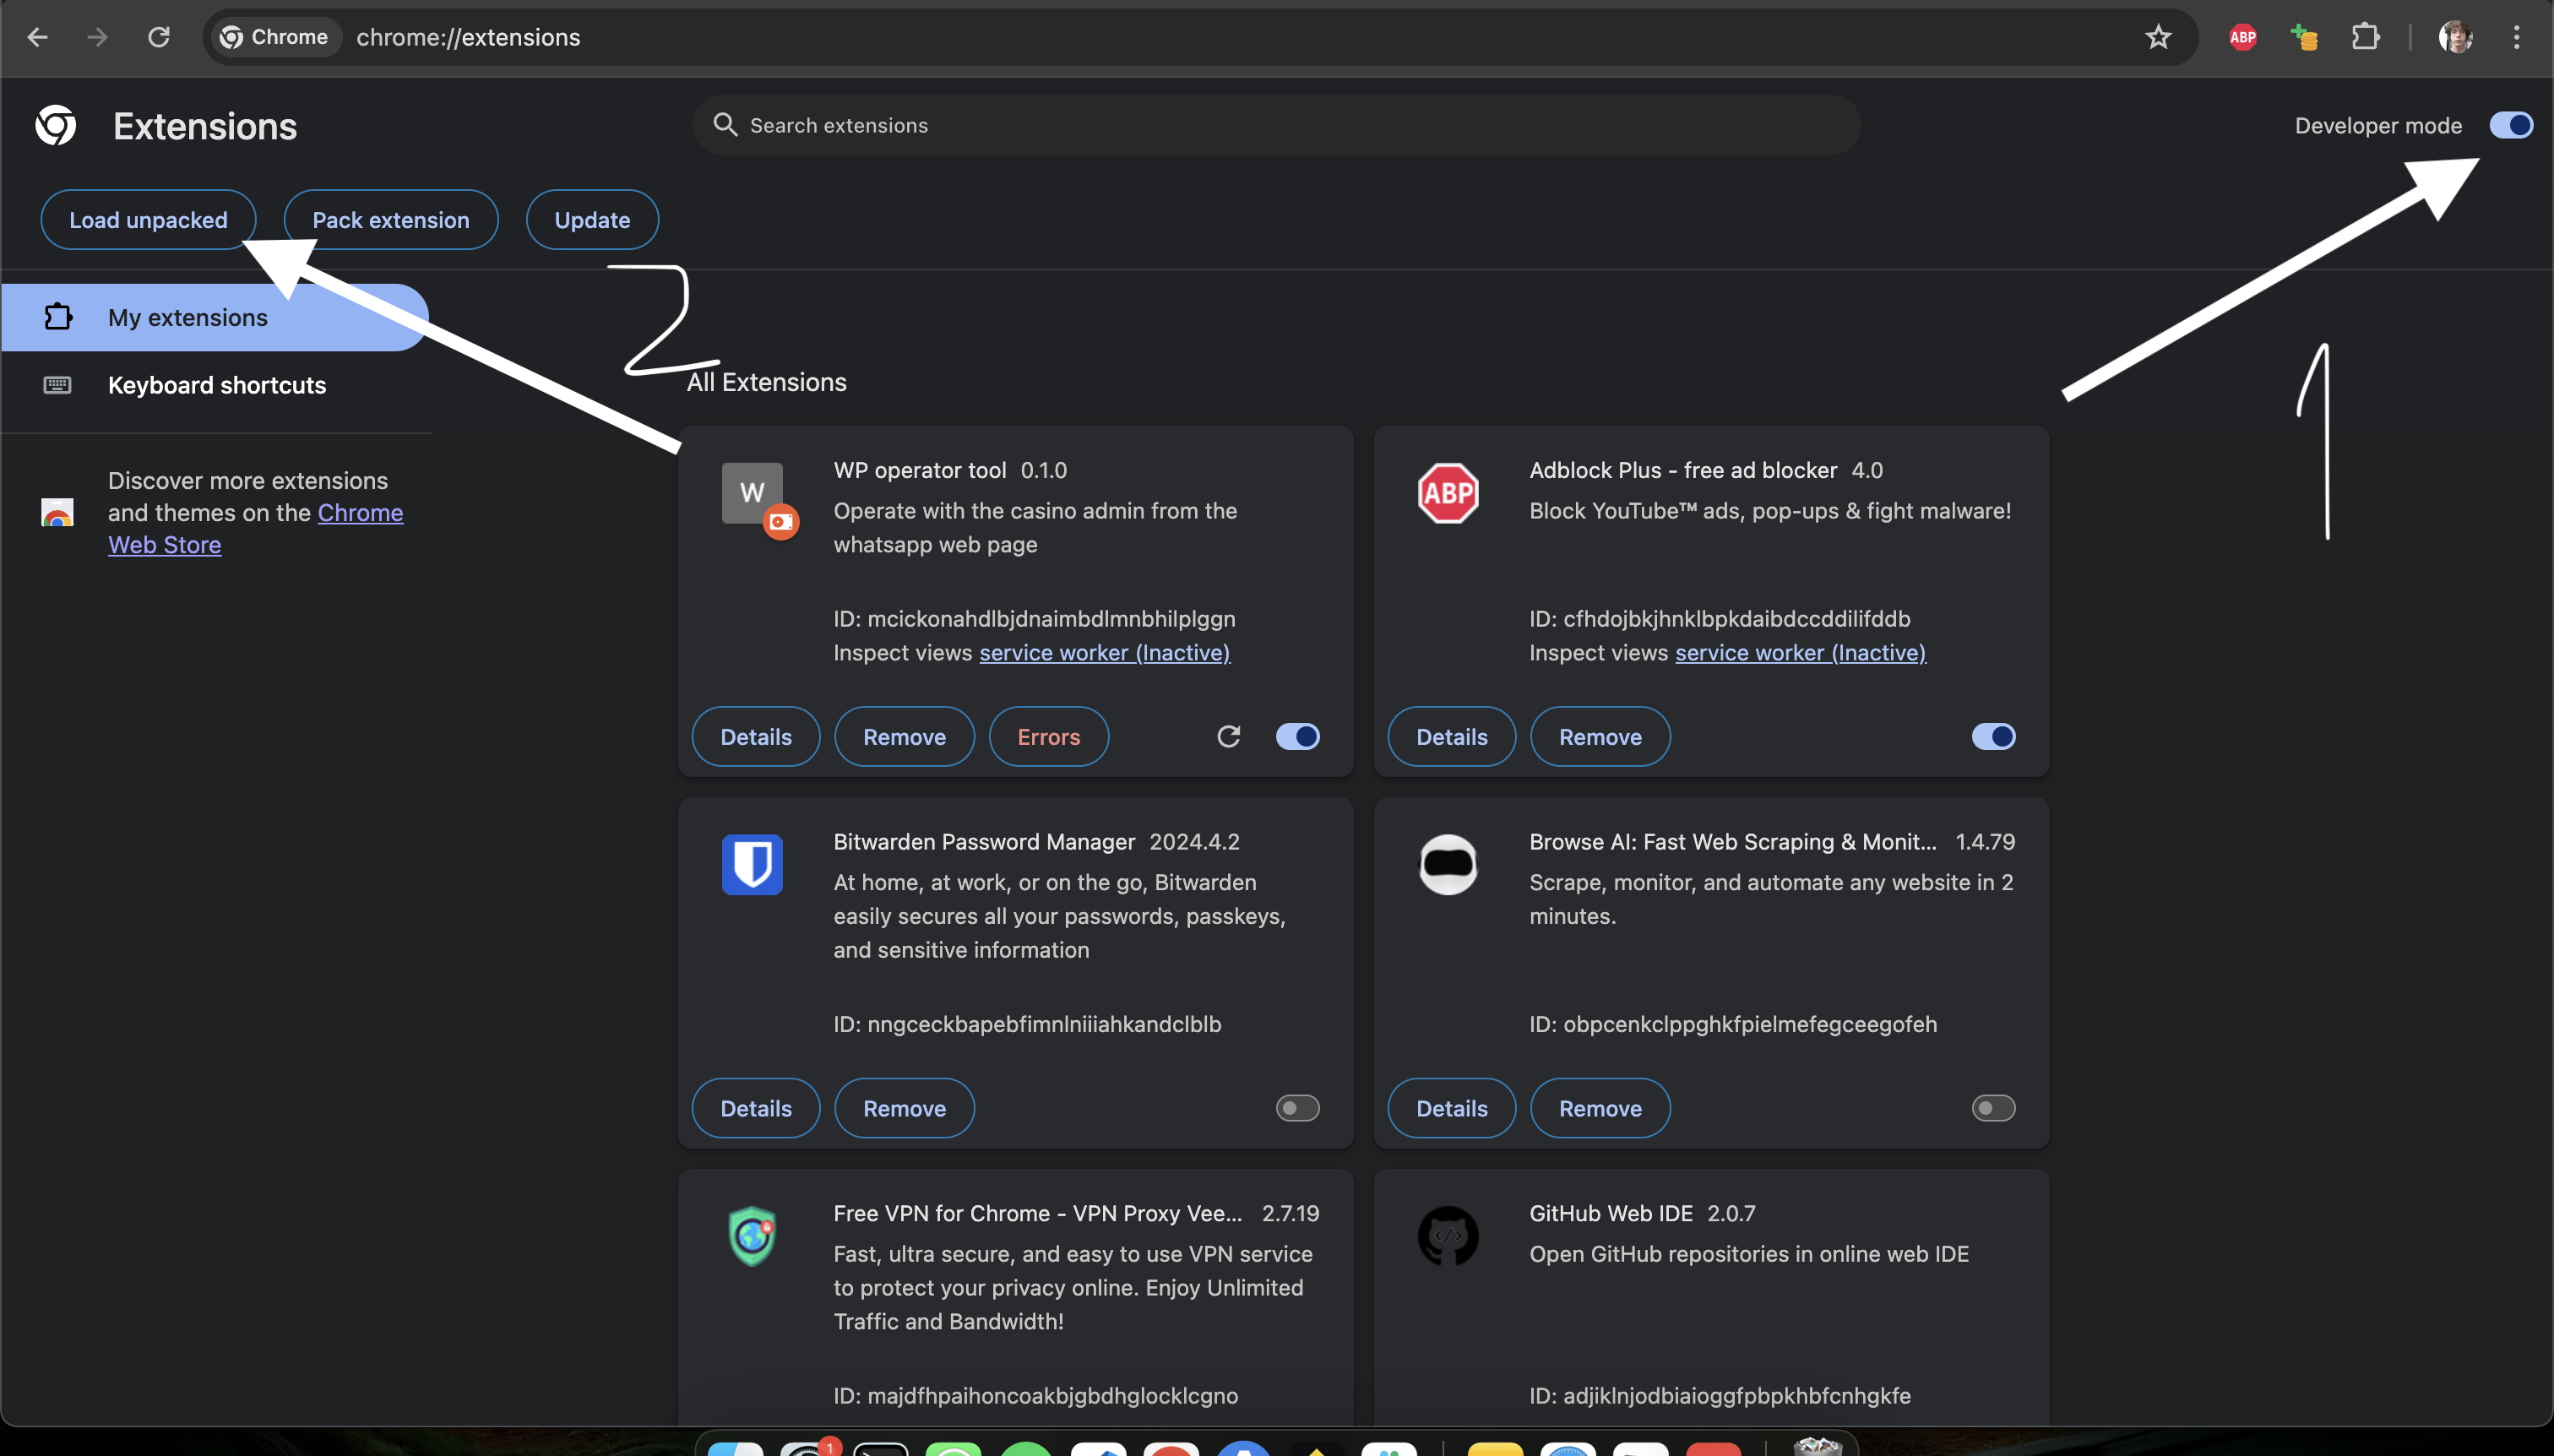 Chrome
chrome://extensions
ABP
Extensions
Search extensions
Developer mode
Load unpacked
Pack extension
Update
2
1
My extensions
Keyboard shortcuts
Discover more extensions
and themes on the Chrome
Web Store
All Extensions
W
WP operator tool 0.1.0
Operate with the casino admin from the
whatsapp web page
ID: mcickonahdlbjdnaimbdlmnbhilplggn
Inspect views service worker (Inactive)
Details
Remove
Errors
ABP
Adblock Plus - free ad blocker 4.0
Block YouTube™ ads, pop-ups & fight malware!
ID: cfhdojbkjhnklbpkdaibdccddilifddb
Inspect views service worker (Inactive)
Details
Remove
Bitwarden Password Manager 2024.4.2
At home, at work, or on the go, Bitwarden
easily secures all your passwords, passkeys,
and sensitive information
ID: nngceckbapebfimnlniiiahkandclblb
Details
Remove
Browse AI: Fast Web Scraping & Monit... 1.4.79
Scrape, monitor, and automate any website in 2
minutes.
ID: obpcenkclppghkfpielmefegceegofeh
Details
Remove
Free VPN for Chrome - VPN Proxy Vee... 2.7.19
Fast, ultra secure, and easy to use VPN service
to protect your privacy online. Enjoy Unlimited
Traffic and Bandwidth!
ID: majdfhpaihoncoakbjgbdhglocklcgno
GitHub Web IDE 2.0.7
Open GitHub repositories in online web IDE
ID: adjiklnjodbiaioggfpbpkhbfcnhgkfe
1